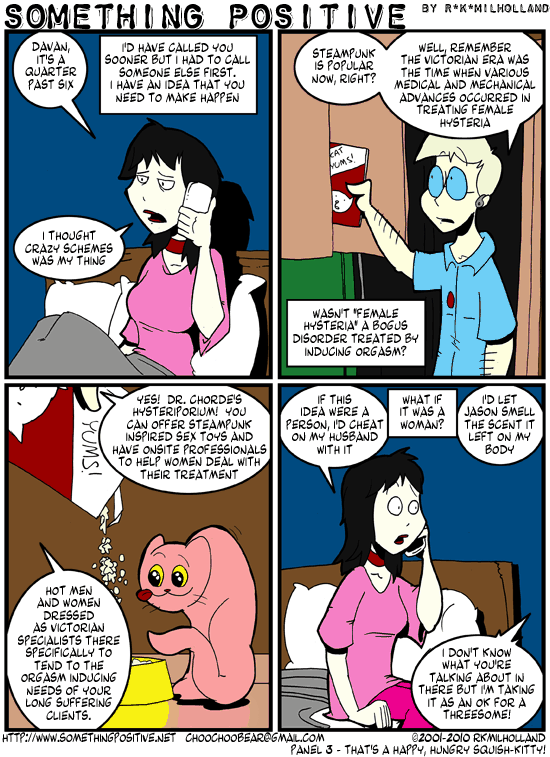 SOMETHING POSITIVE
BY R*K*MILHOLLAND
DAVAN,
IT'S A
QUARTER
PAST SIX
I'D HAVE CALLED YOU
SOONER BUT I HAD TO CALL
SOMEONE ELSE FIRST.
I HAVE AN IDEA THAT YOU
NEED TO MAKE HAPPEN
I THOUGHT
CRAZY SCHEMES
WAS MY THING
STEAMPUNK
IS POPULAR
NOW, RIGHT?
WELL, REMEMBER
THE VICTORIAN ERA WAS
THE TIME WHEN VARIOUS
MEDICAL AND MECHANICAL
ADVANCES OCCURRED IN
TREATING FEMALE
HYSTERIA
CAT
YUMS!
WASN'T "FEMALE
HYSTERIA" A BOGUS
DISORDER TREATED BY
INDUCING ORGASM?
YUMS!
YES! DR. CHORDE'S
HYSTERIPORIUM! YOU
CAN OFFER STEAMPUNK
INSPIRED SEX TOYS AND
HAVE ONSITE PROFESSIONALS
TO HELP WOMEN DEAL WITH
THEIR TREATMENT
HOT MEN
AND WOMEN
DRESSED
AS VICTORIAN
SPECIALISTS THERE
SPECIFICALLY TO
TEND TO THE
ORGASM INDUCING
NEEDS OF YOUR
LONG SUFFERING
CLIENTS.
IF THIS
IDEA WERE A
PERSON, I'D CHEAT
ON MY HUSBAND
WITH IT
WHAT IF
IT WAS A
WOMAN?
I'D LET
JASON SMELL
THE SCENT IT
LEFT ON MY
BODY
I DON'T KNOW
WHAT YOU'RE
TALKING ABOUT IN
THERE BUT I'M TAKING
IT AS AN OK FOR A
THREESOME!
HTTP://WWW.SOMETHINGPOSITIVE.NET CHOOCHOOBEAR@GMAIL.COM ©2001-2010 RKMILHOLLAND
PANEL 3 - THAT'S A HAPPY, HUNGRY SQUISH-KITTY!